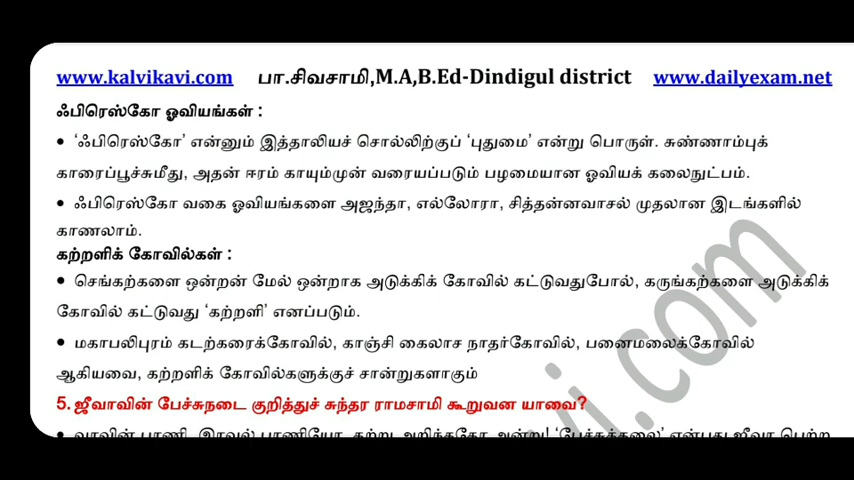 www.kalvikavi.com பா.சிவசாமி,M.A,B.Ed-Dindigul district www.dailyexam.net
ஃபிரெஸ்கோ ஓவியங்கள் :
• ‘ஃபிரெஸ்கோ’ என்னும் இத்தாலியச் சொல்லிற்குப் ‘புதுமை’ என்று பொருள். சுண்ணாம்புக்
காரைப்பூச்சுமீது, அதன் ஈரம் காயும்முன் வரையப்படும் பழமையான ஓவியக் கலைநுட்பம்.
• ஃபிரெஸ்கோ வகை ஓவியங்களை அஜந்தா, எல்லோரா, சித்தன்னவாசல் முதலான இடங்களில்
காணலாம்.
கற்றளிக் கோவில்கள் :
• செங்கற்களை ஒன்றன் மேல் ஒன்றாக அடுக்கிக் கோவில் கட்டுவதுபோல், கருங்கற்களை அடுக்கிக்
கோவில் கட்டுவது ‘கற்றளி’ எனப்படும்.
• மகாபலிபுரம் கடற்கரைக்கோவில், காஞ்சி கைலாச நாதர்கோவில், பனைமலைக்கோவில்
ஆகியவை, கற்றளிக் கோவில்களுக்குச் சான்றுகளாகும்
5. ஜீவாவின் பேச்சுநடை குறித்துச் சுந்தர ராமசாமி கூறுவன யாவை?
vi.com